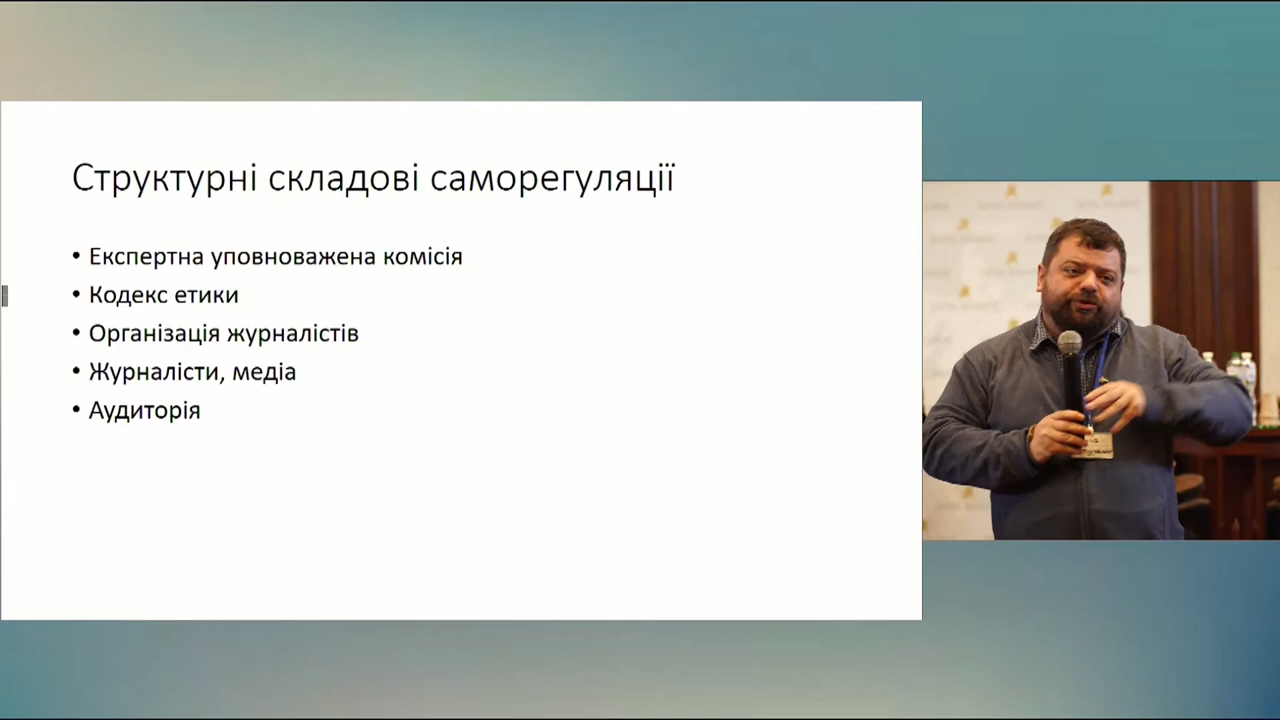 Структурні складові саморегуляції
• Експертна уповноважена комісія
• Кодекс етики
• Організація журналістів
• Журналісти, медіа
• Аудиторія